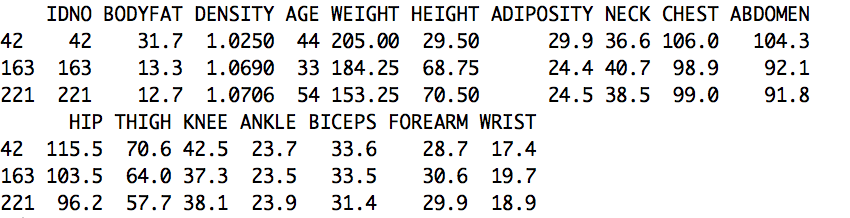 IDNO BODYFAT DENSITY AGE WEIGHT HEIGHT ADIPOSITY NECK CHEST ABDOMEN
42 42 31.7 1.0250 44 205.00 29.50 29.9 36.6 106.0 104.3
163 163 13.3 1.0690 33 184.25 68.75 24.4 40.7 98.9 92.1
221 221 12.7 1.0706 54 153.25 70.50 24.5 38.5 99.0 91.8
HIP THIGH KNEE ANKLE BICEPS FOREARM WRIST
42 115.5 70.6 42.5 23.7 33.6 28.7 17.4
163 103.5 64.0 37.3 23.5 33.5 30.6 19.7
221 96.2 57.7 38.1 23.9 31.4 29.9 18.9